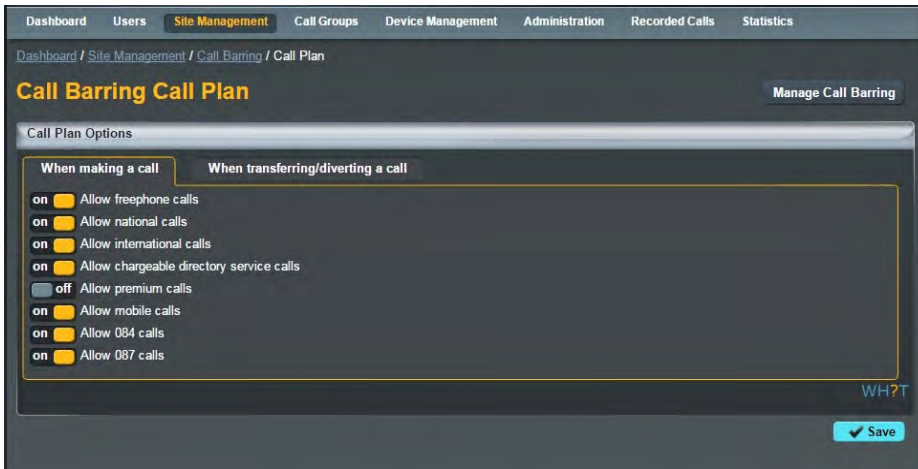 Dashboard Users Site Management Call Groups Device Management Administration Recorded Calls Statistics
Dashboard / Site Management / Call Barring / Call Plan
Call Barring Call Plan
Manage Call Barring
Call Plan Options
When making a call When transferring/diverting a call
on Allow freephone calls
on Allow national calls
on Allow international calls
on Allow chargeable directory service calls
off Allow premium calls
on Allow mobile calls
on Allow 084 calls
on Allow 087 calls
WH?T
Save